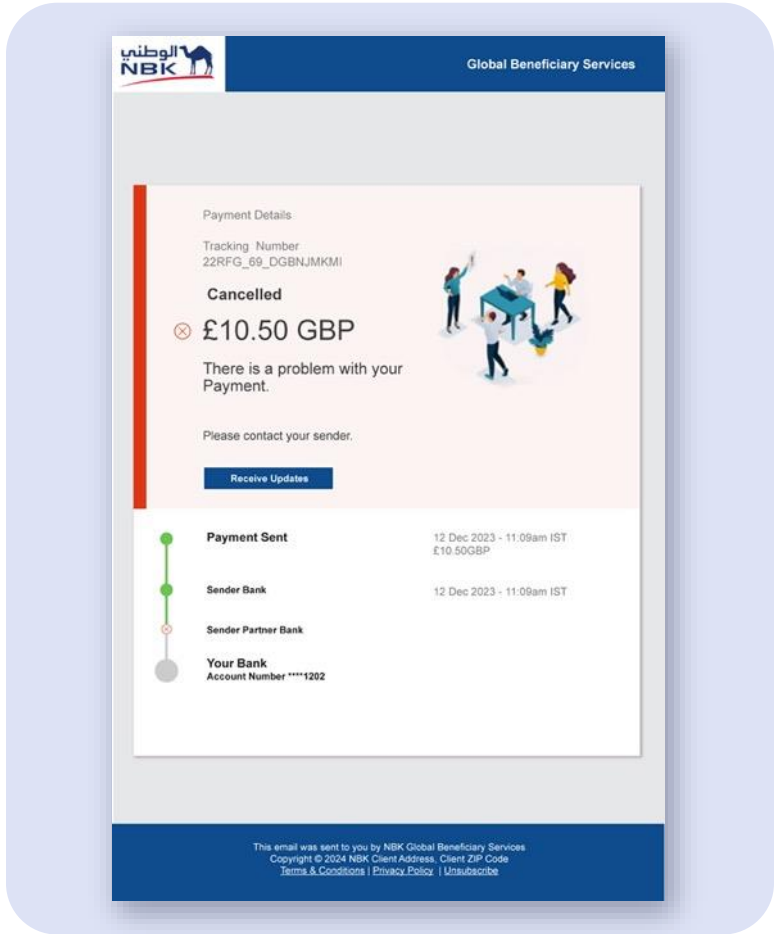 الوطني
NBK
Global Beneficiary Services
Payment Details
Tracking Number
22RFG_69_DGBNJMKMI
Cancelled
£10.50 GBP
There is a problem with your
Payment.
Please contact your sender.
Receive Updates
Payment Sent
12 Dec 2023 - 11:09am IST
£10.50GBP
Sender Bank
12 Dec 2023 - 11:09am IST
Sender Partner Bank
Your Bank
Account Number ****1202
This email was sent to you by NBK Global Beneficiary Services
Copyright © 2024 NBK Client Address, Client ZIP Code
Terms & Conditions | Privacy Policy | Unsubscribe